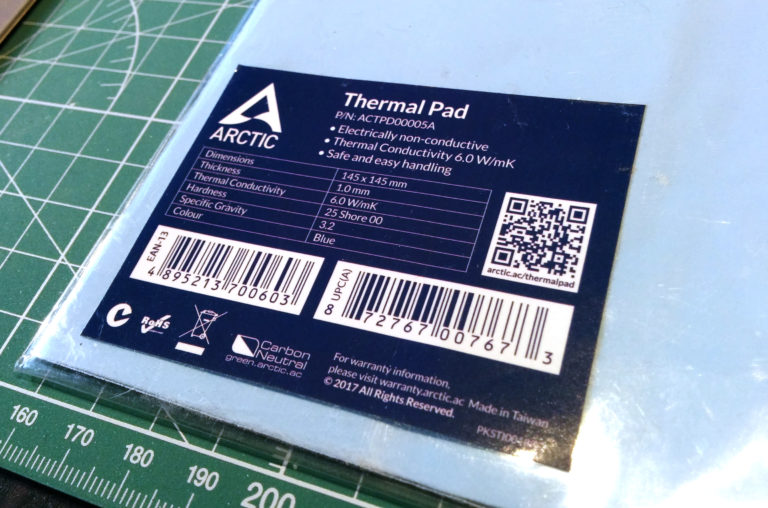 Thermal Pad
P/N: ACTPD00005A
• Electrically non-conductive
• Thermal Conductivity 6.0 W/mK
• Safe and easy handling
ARCTIC
Dimensions 145 x 145 mm
Thickness 1.0 mm
Thermal Conductivity 6.0 W/mK
Hardness 25 Shore 00
Specific Gravity 3.2
Colour Blue
arctic.ac/thermalpad
EAN-13
4 895213 700603
UPC(A)
8 72767 00767 3
RoHS
Carbon
Neutral
green.arctic.ac
For warranty information,
please visit warranty.arctic.ac Made in Taiwan
© 2017 All Rights Reserved.
160 170 180 190 200